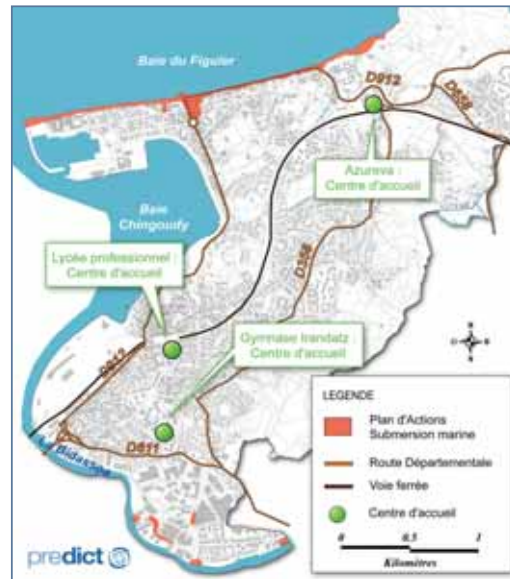 Baie du Figuier
D912
D958
Azureva :
Centre d'accueil
Baie
Chingoudy
Lycée professionnel :
Centre d'accueil
D358
Gymnase Irandatz :
Centre d'accueil
D912
La Bidassoa
D811
N
O
E
S
LEGENDE
Plan d'Actions
Submersion marine
Route Départementale
Voie ferrée
Centre d'accueil
0 0.5 1
Kilomètres
predict